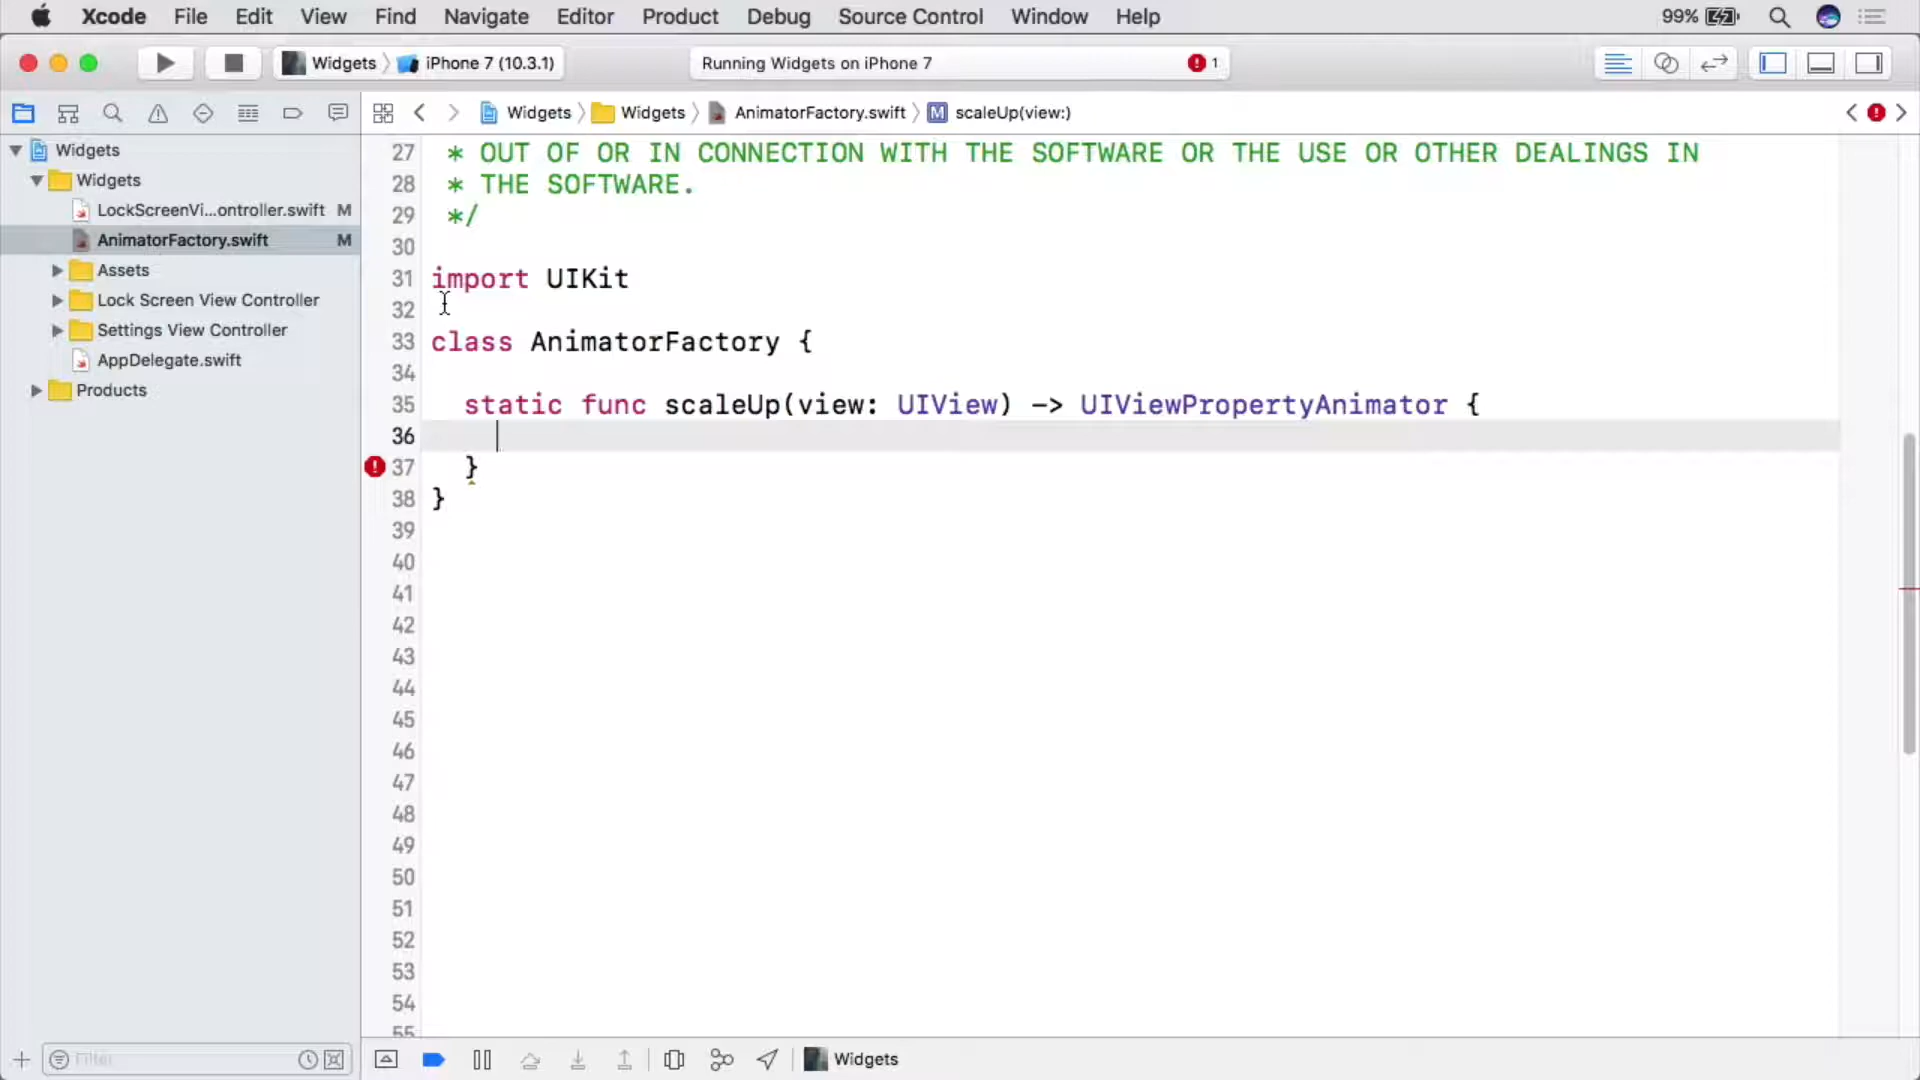 Xcode File Edit View Find Navigate Editor Product Debug Source Control Window Help 99%
Widgets iPhone 7 (10.3.1) Running Widgets on iPhone 7 1
Widgets Widgets AnimatorFactory.swift M scaleUp(view:)
Widgets
Widgets
LockScreenVi...ontroller.swift M
AnimatorFactory.swift M
Assets
Lock Screen View Controller
Settings View Controller
AppDelegate.swift
Products
27 * OUT OF OR IN CONNECTION WITH THE SOFTWARE OR THE USE OR OTHER DEALINGS IN
28 * THE SOFTWARE.
29 */
30
31 import UIKit
32
33 class AnimatorFactory {
34
35 static func scaleUp(view: UIView) -> UIViewPropertyAnimator {
36
37 }
38 }
39
40
41
42
43
44
45
46
47
48
49
50
51
52
53
54
55
Filter
Widgets